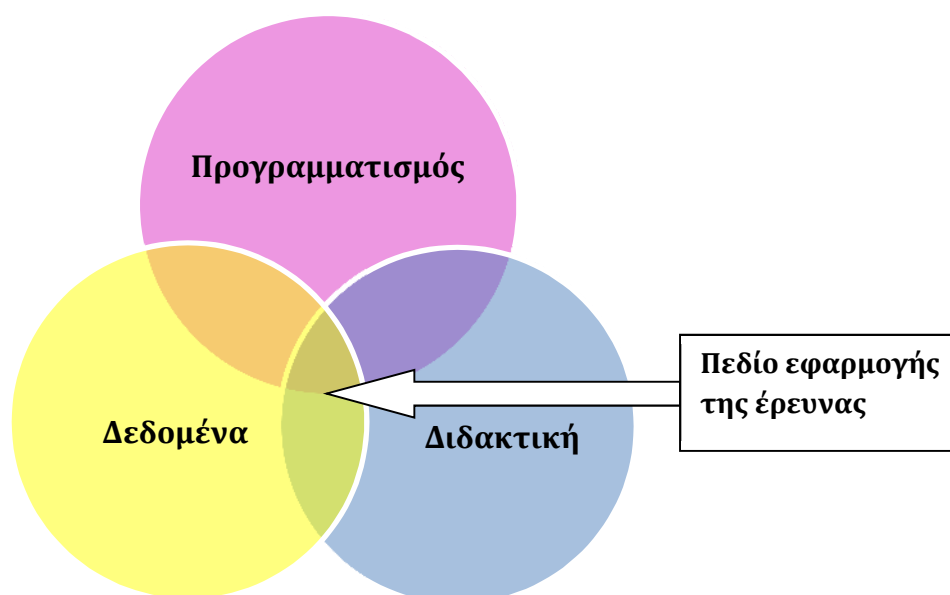 Προγραμματισμός
Δεδομένα
Διδακτική
Πεδίο εφαρμογής
της έρευνας